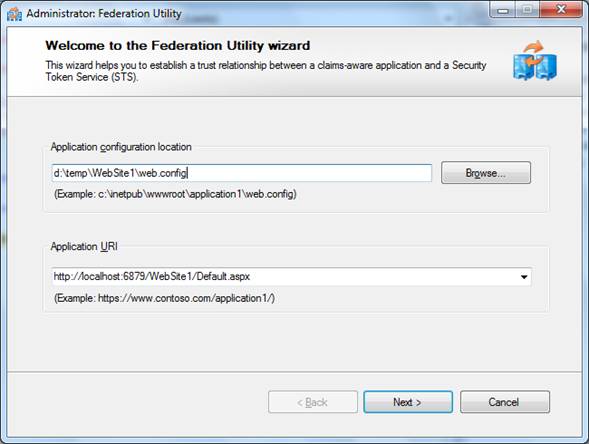 Administrator: Federation Utility
Welcome to the Federation Utility wizard
This wizard helps you to establish a trust relationship between a claims-aware application and a Security
Token Service (STS).
Application configuration location
d:\temp\WebSite1\web.config
Browse...
(Example: c:\inetpub\wwwroot\application1\web.config)
Application URI
http://localhost:6879/WebSite1/Default.aspx
(Example: https://www.contoso.com/application1/)
< Back
Next >
Cancel